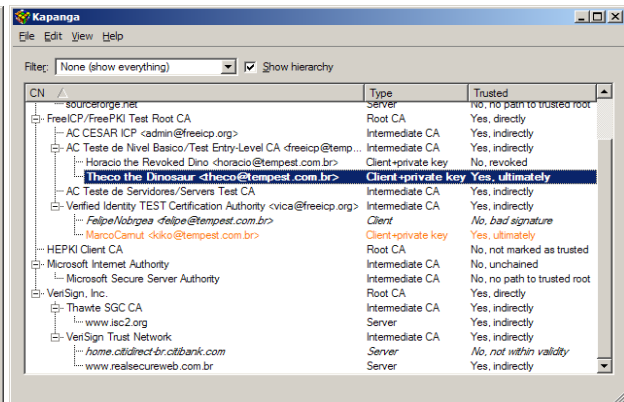 Kapanga
File Edit View Help
Filter: None (show everything) Show hierarchy
CN Type Trusted
sourceforge.net Server No, no path to trusted root
FreeICP/FreePKI Test Root CA Root CA Yes, directly
AC CESAR ICP <admin@freeicp.org> Intermediate CA Yes, indirectly
AC Teste de Nivel Basico/Test Entry-Level CA <freeicp@temp... Intermediate CA Yes, indirectly
Horacio the Revoked Dino <horacio@tempest.com.br> Client+private key No, revoked
Theco the Dinosaur <theco@tempest.com.br> Client+private key Yes, ultimately
AC Teste de Servidores/Servers Test CA Intermediate CA Yes, indirectly
Verified Identity TEST Certification Authority <vica@freeicp.org> Intermediate CA Yes, indirectly
FelipeNobrgea <felipe@tempest.com.br> Client No, bad signature
MarcoCarnut <kiko@tempest.com.br> Client+private key Yes, ultimately
HEPKI Client CA Root CA No, not marked as trusted
Microsoft Internet Authority Intermediate CA No, unchained
Microsoft Secure Server Authority Intermediate CA No, no path to trusted root
VeriSign, Inc. Root CA Yes, directly
Thawte SGC CA Intermediate CA Yes, indirectly
www.isc2.org Server Yes, indirectly
VeriSign Trust Network Intermediate CA Yes, indirectly
home.citidirect-br.citibank.com Server No, not within validity
www.realsecureweb.com.br Server Yes, indirectly